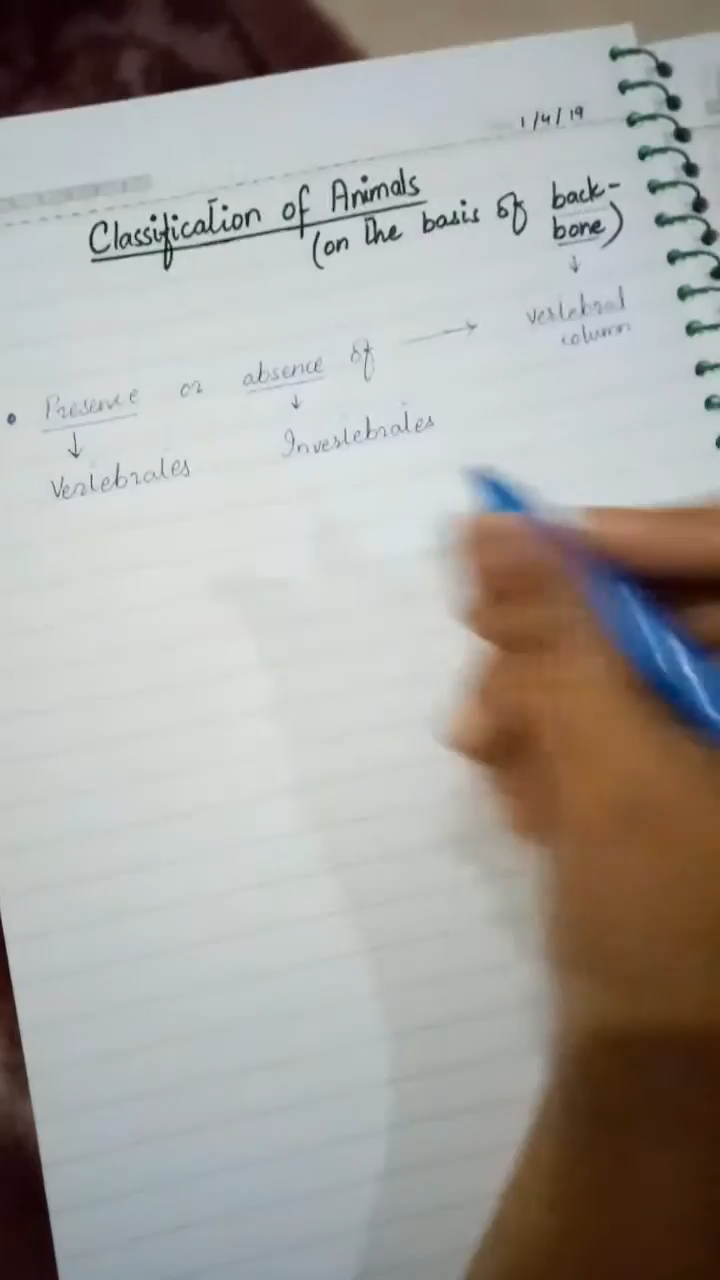 1/4/19
Classification of Animals
(on the basis of back-
bone)
↓
vertebral
column
• Presence or absence of →
↓ ↓
Vertebrates Invertebrates